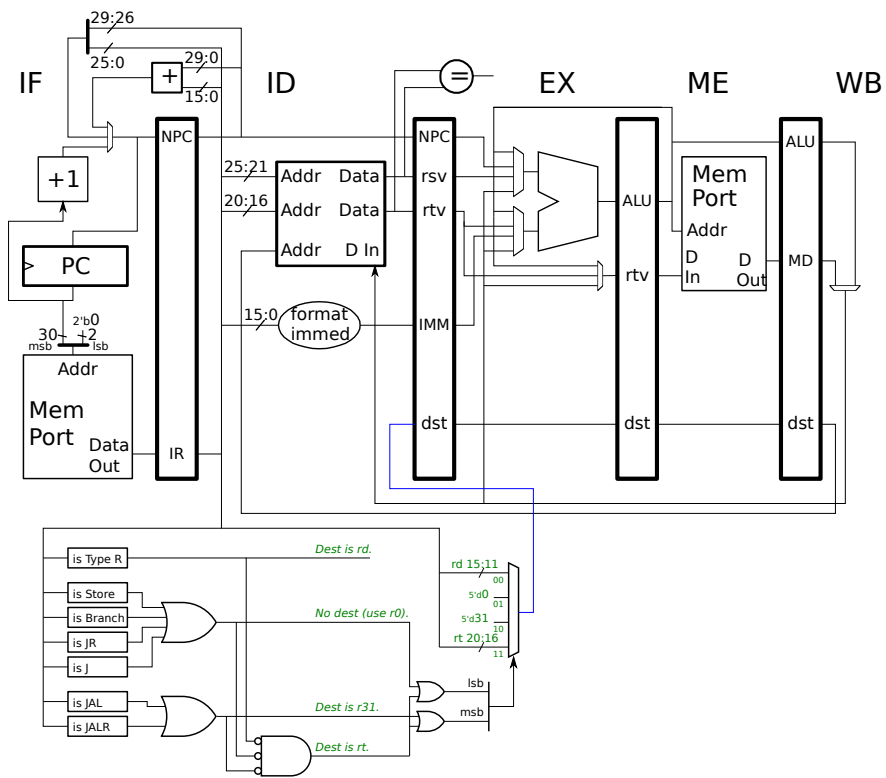 29:26
25:0
29:0
15:0
+
IF
ID
EX
ME
WB
=
NPC
NPC
ALU
+1
25:21
Addr
Data
rsv
Mem
Port
20:16
Addr
Data
rtv
ALU
Addr
Addr
D In
PC
D
In
D
Out
MD
rtv
2'b0
30
2
msb
lsb
15:0
format
immed
IMM
Addr
Mem
Port
Data
Out
IR
dst
dst
dst
is Type R
Dest is rd.
rd 15:11
00
is Store
5'd0
01
is Branch
No dest (use r0).
5'd31
10
is JR
rt 20:16
11
is J
lsb
is JAL
Dest is r31.
msb
is JALR
Dest is rt.